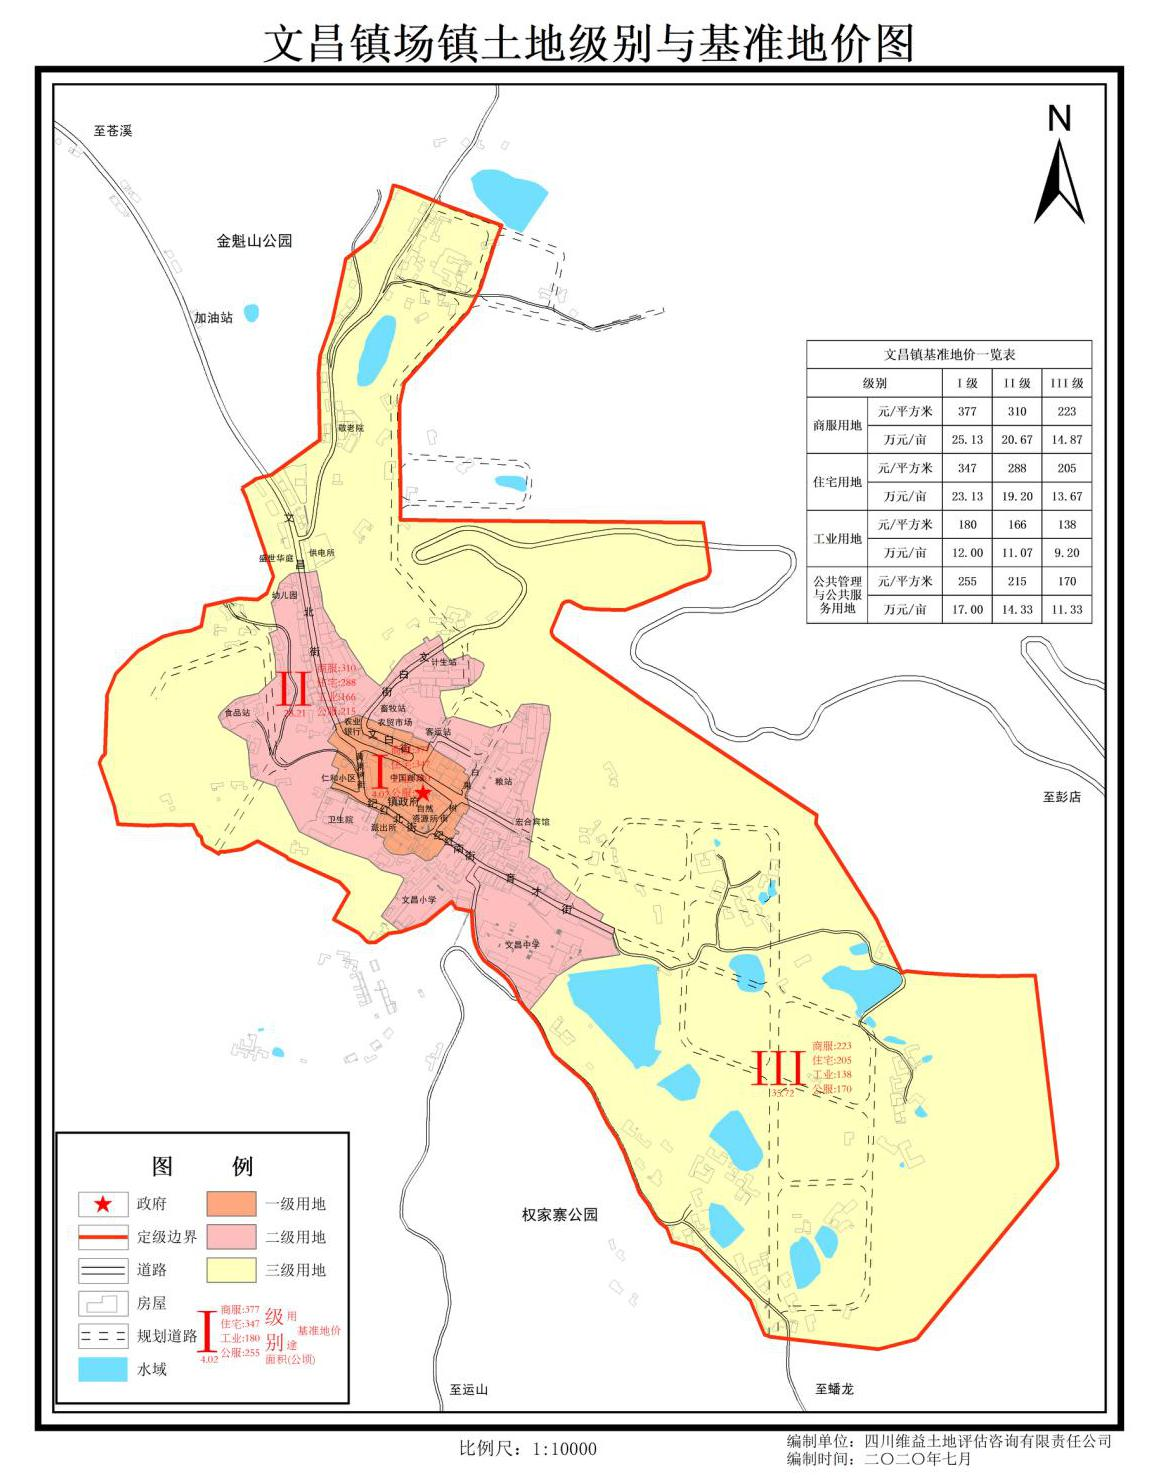 文昌镇场镇土地级别与基准地价图
至苍溪
N
金魁山公园
加油站
敬老院
文昌镇基准地价一览表
级别 I 级 II 级 III 级
商服用地 元/平方米 377 310 223
万元/亩 25.13 20.67 14.87
住宅用地 元/平方米 347 288 205
万元/亩 23.13 19.20 13.67
工业用地 元/平方米 180 166 138
万元/亩 12.00 11.07 9.20
公共管理与公共服务用地 元/平方米 255 215 170
万元/亩 17.00 14.33 11.33
文昌北街
盛世华庭
供电所
幼儿园
文白街
计生站
II
商服:310
住宅:288
工业:166
公服:215
食品站
畜牧站
农贸市场
农业银行
客运站
文白街
I
仁和小区
中国邮政
4.02
镇政府
自然资源所
粮站
卫生院
派出所
纪红北街
宏合宾馆
纪红南街
育才街
文昌小学
文昌中学
至彭店
III
商服:223
住宅:205
工业:138
公服:170
35.72
权家寨公园
图 例
政府 一级用地
定级边界 二级用地
道路 三级用地
房屋
规划道路
水域
I
商服:377
住宅:347
工业:180
公服:255
4.02
级别
用途
基准地价
面积(公顷)
至运山
至蟠龙
比例尺：1:10000
编制单位：四川维益土地评估咨询有限责任公司
编制时间：二〇二〇年七月